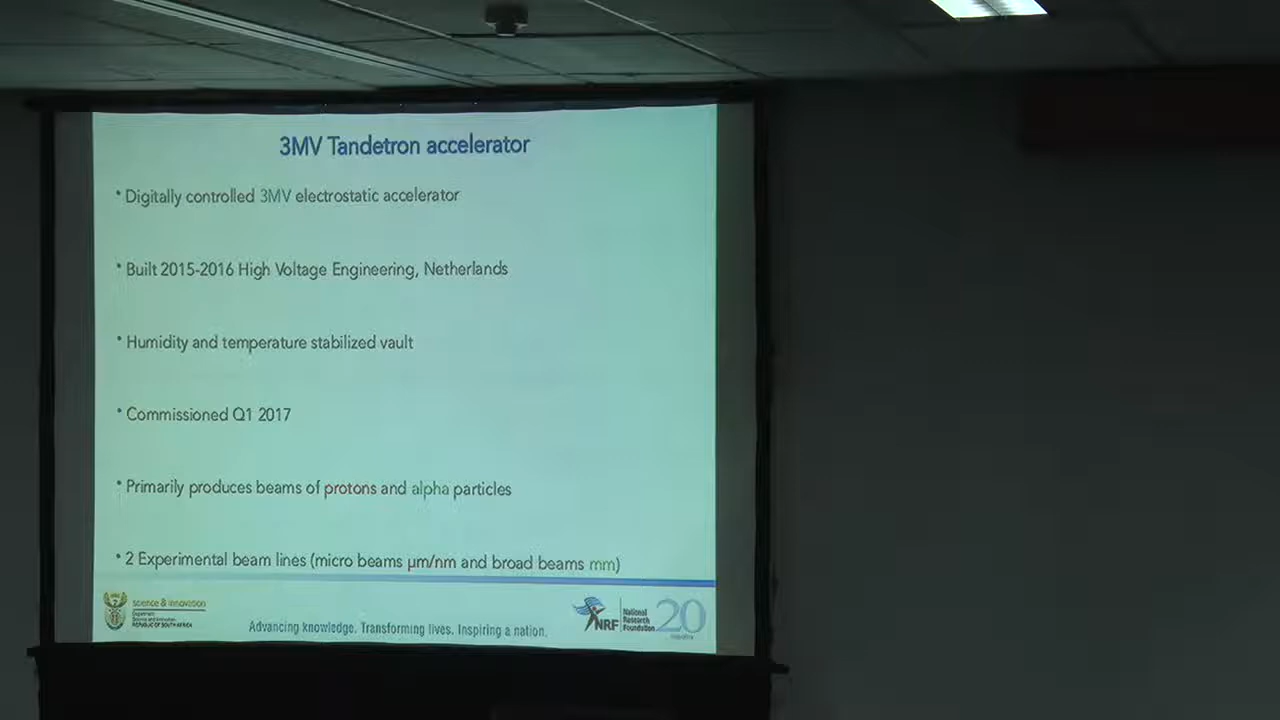 3MV Tandetron accelerator
• Digitally controlled 3MV electrostatic accelerator
• Built 2015-2016 High Voltage Engineering, Netherlands
• Humidity and temperature stabilized vault
• Commissioned Q1 2017
• Primarily produces beams of protons and alpha particles
• 2 Experimental beam lines (micro beams µm/nm and broad beams mm)
science & innovation
Department:
Science and Innovation
REPUBLIC OF SOUTH AFRICA
Advancing knowledge. Transforming lives. Inspiring a nation.
NRF
National
Research
Foundation
20